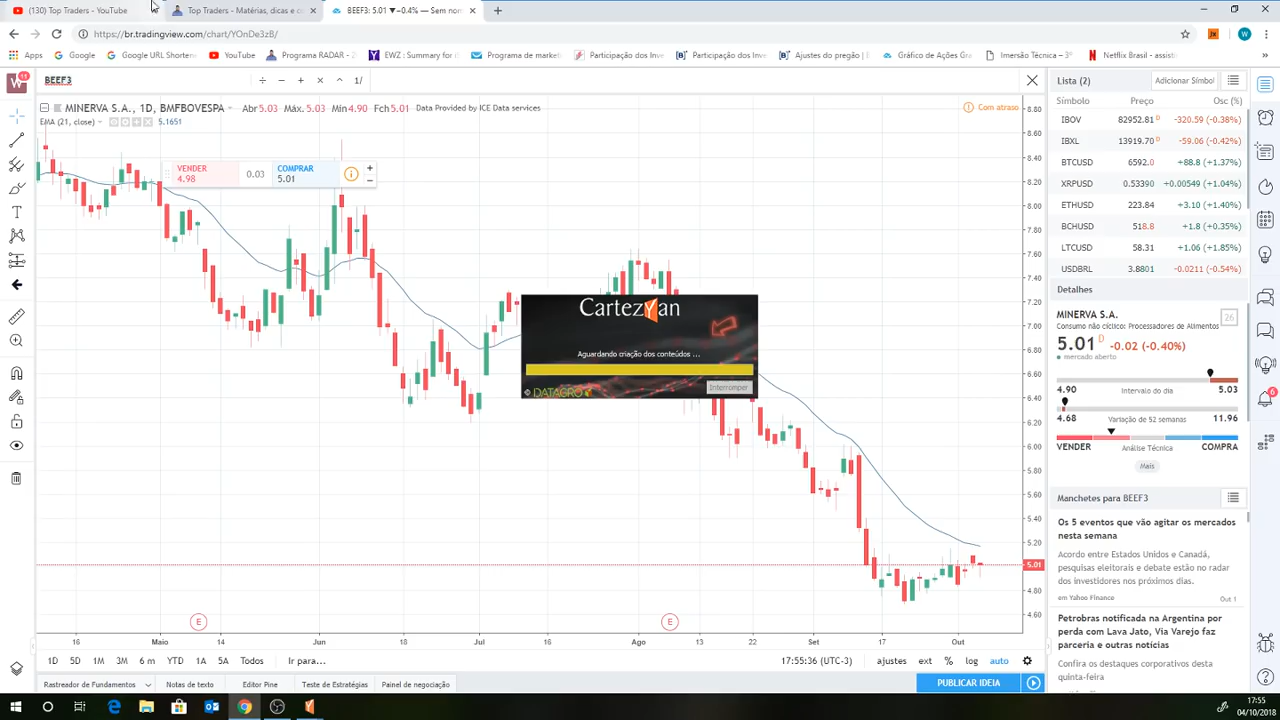 (130) Top Traders - YouTube
Top Traders - Matérias, dicas e c
BEEF3: 5.01 ▼−0.4% — Sem nom
https://br.tradingview.com/chart/YOnDe3zB/
Apps Google Google URL Shorten YouTube Programa RADAR - 2 EWZ : Summary for Programa de market Participação dos Inve Participação dos Inve Ajustes do pregão | Gráfico de Ações Gra Imersão Técnica — 3º Netflix Brasil - assist
BEEF3
1/
MINERVA S.A., 1D, BMFBOVESPA Abr 5.03 Máx. 5.03 Min 4.90 Fch 5.01 Data Provided by ICE Data services
Com atraso
EMA (21, close) 5.1651
VENDER
4.98
0.03
COMPRAR
5.01
CartezYan
Aguardando criação dos conteúdos ...
© DATAGRO
Interromper
8.80
8.60
8.40
8.20
8.00
7.80
7.60
7.40
7.20
7.00
6.80
6.60
6.40
6.20
6.00
5.80
5.60
5.40
5.20
5.01
4.80
4.60
E E
16 Maio 14 Jun 18 Jul 16 Ago 13 22 Set 17 Out
1D 5D 1M 3M 6 m YTD 1A 5A Todos Ir para...
17:55:36 (UTC-3) ajustes ext % log auto
Rastreador de Fundamentos Notas de texto Editor Pine Teste de Estratégias Painel de negociação
PUBLICAR IDEIA
Lista (2) Adicionar Símbol
Símbolo Preço Osc (%)
IBOV 82952.81 D -320.59 (-0.38%)
IBXL 13919.70 D -59.06 (-0.42%)
BTCUSD 6592.0 +88.8 (+1.37%)
XRPUSD 0.53390 +0.00549 (+1.04%)
ETHUSD 223.84 +3.10 (+1.40%)
BCHUSD 518.8 +1.8 (+0.35%)
LTCUSD 58.31 +1.06 (+1.85%)
USDBRL 3.8801 -0.0211 (-0.54%)
Detalhes
MINERVA S.A. 26
Consumo não cíclico: Processadores de Alimentos
5.01 D -0.02 (-0.40%)
mercado aberto
4.90 Intervalo do dia 5.03
4.68 Variação de 52 semanas 11.96
VENDER Análise Técnica COMPRA
Mais
Manchetes para BEEF3
Os 5 eventos que vão agitar os mercados
nesta semana
Acordo entre Estados Unidos e Canadá,
pesquisas eleitorais e debate estão no radar
dos investidores nos próximos dias.
em Yahoo Finance Out 1
Petrobras notificada na Argentina por
perda com Lava Jato, Via Varejo faz
parceria e outras notícias
Confira os destaques corporativos desta
quinta-feira
17:55
04/10/2018